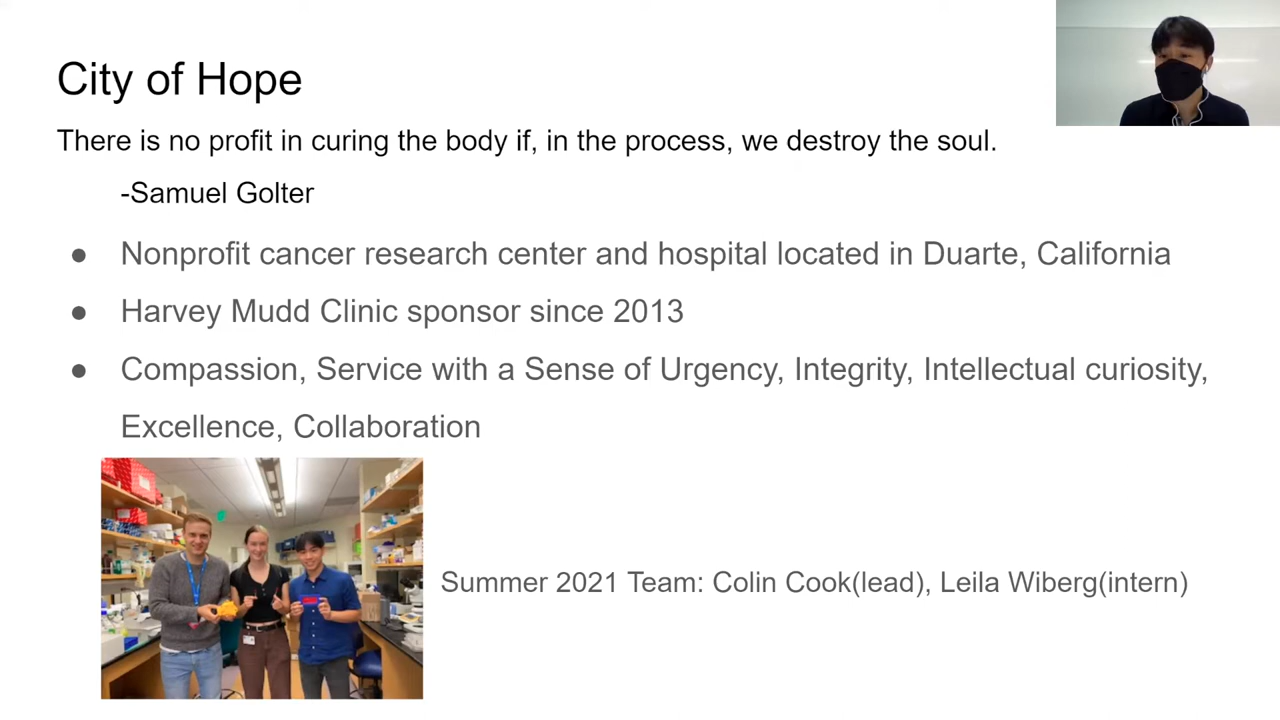 City of Hope
There is no profit in curing the body if, in the process, we destroy the soul.
-Samuel Golter
● Nonprofit cancer research center and hospital located in Duarte, California
● Harvey Mudd Clinic sponsor since 2013
● Compassion, Service with a Sense of Urgency, Integrity, Intellectual curiosity,
Excellence, Collaboration
Summer 2021 Team: Colin Cook(lead), Leila Wiberg(intern)